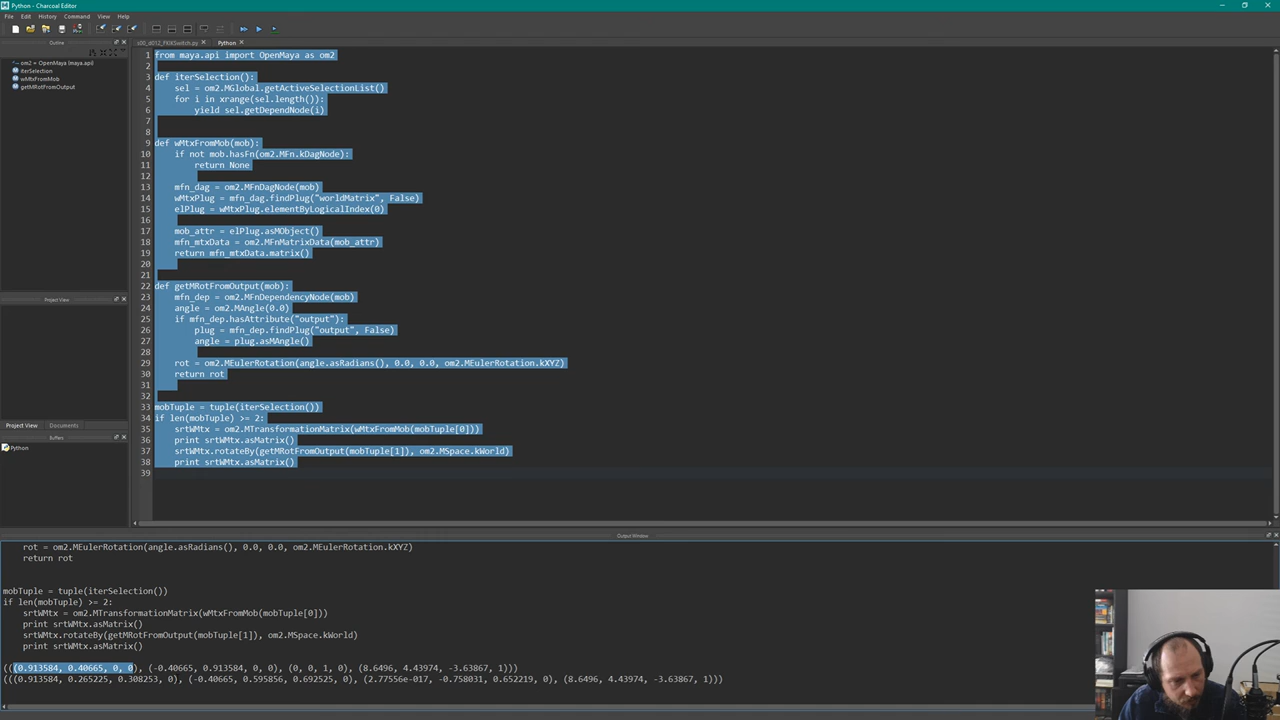 Python - Charcoal Editor
File Edit History Command View Help
Outline
c00_d012_FKIKSwitch.py Python
om2 = OpenMaya (maya.api)
iterSelection
wMtxFromMob
getMRotFromOutput
Project View
Project View Documents
Buffers
Python
1 from maya.api import OpenMaya as om2
2
3 def iterSelection():
4 sel = om2.MGlobal.getActiveSelectionList()
5 for i in xrange(sel.length()):
6 yield sel.getDependNode(i)
7
8
9 def wMtxFromMob(mob):
10 if not mob.hasFn(om2.MFn.kDagNode):
11 return None
12
13 mfn_dag = om2.MFnDagNode(mob)
14 wMtxPlug = mfn_dag.findPlug("worldMatrix", False)
15 elPlug = wMtxPlug.elementByLogicalIndex(0)
16
17 mob_attr = elPlug.asMObject()
18 mfn_mtxData = om2.MFnMatrixData(mob_attr)
19 return mfn_mtxData.matrix()
20
21
22 def getMRotFromOutput(mob):
23 mfn_dep = om2.MFnDependencyNode(mob)
24 angle = om2.MAngle(0.0)
25 if mfn_dep.hasAttribute("output"):
26 plug = mfn_dep.findPlug("output", False)
27 angle = plug.asMAngle()
28
29 rot = om2.MEulerRotation(angle.asRadians(), 0.0, 0.0, om2.MEulerRotation.kXYZ)
30 return rot
31
32
33 mobTuple = tuple(iterSelection())
34 if len(mobTuple) >= 2:
35 srtWMtx = om2.MTransformationMatrix(wMtxFromMob(mobTuple[0]))
36 print srtWMtx.asMatrix()
37 srtWMtx.rotateBy(getMRotFromOutput(mobTuple[1]), om2.MSpace.kWorld)
38 print srtWMtx.asMatrix()
39
Output Window
rot = om2.MEulerRotation(angle.asRadians(), 0.0, 0.0, om2.MEulerRotation.kXYZ)
return rot
mobTuple = tuple(iterSelection())
if len(mobTuple) >= 2:
srtWMtx = om2.MTransformationMatrix(wMtxFromMob(mobTuple[0]))
print srtWMtx.asMatrix()
srtWMtx.rotateBy(getMRotFromOutput(mobTuple[1]), om2.MSpace.kWorld)
print srtWMtx.asMatrix()
(((0.913584, 0.40665, 0, 0), (-0.40665, 0.913584, 0, 0), (0, 0, 1, 0), (8.6496, 4.43974, -3.63867, 1)))
(((0.913584, 0.265225, 0.308253, 0), (-0.40665, 0.595856, 0.692525, 0), (2.77556e-017, -0.758031, 0.652219, 0), (8.6496, 4.43974, -3.63867, 1)))